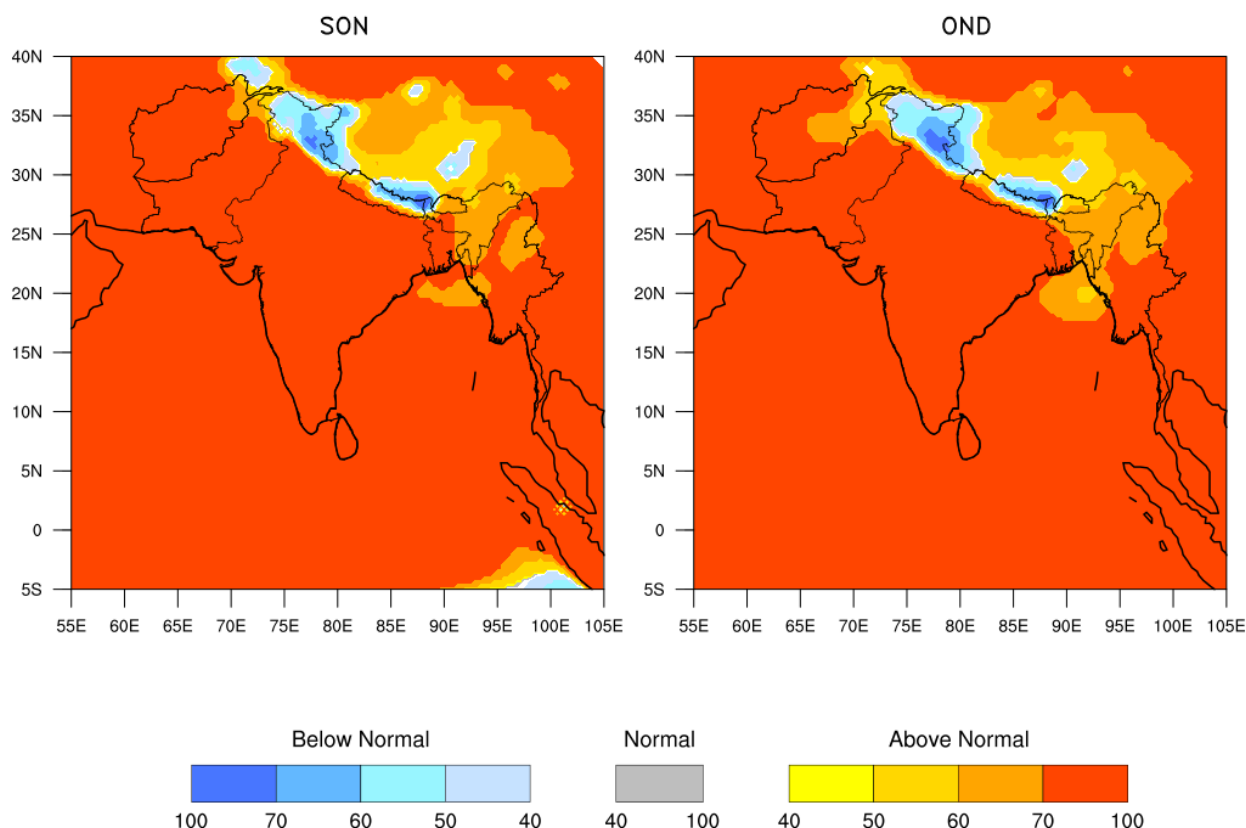 SON
OND
40N
35N
30N
25N
20N
15N
10N
5N
0
5S
55E 60E 65E 70E 75E 80E 85E 90E 95E 100E 105E
40N
35N
30N
25N
20N
15N
10N
5N
0
5S
55E 60E 65E 70E 75E 80E 85E 90E 95E 100E 105E
Below Normal
100 70 60 50 40
Normal
40 100
Above Normal
40 50 60 70 100